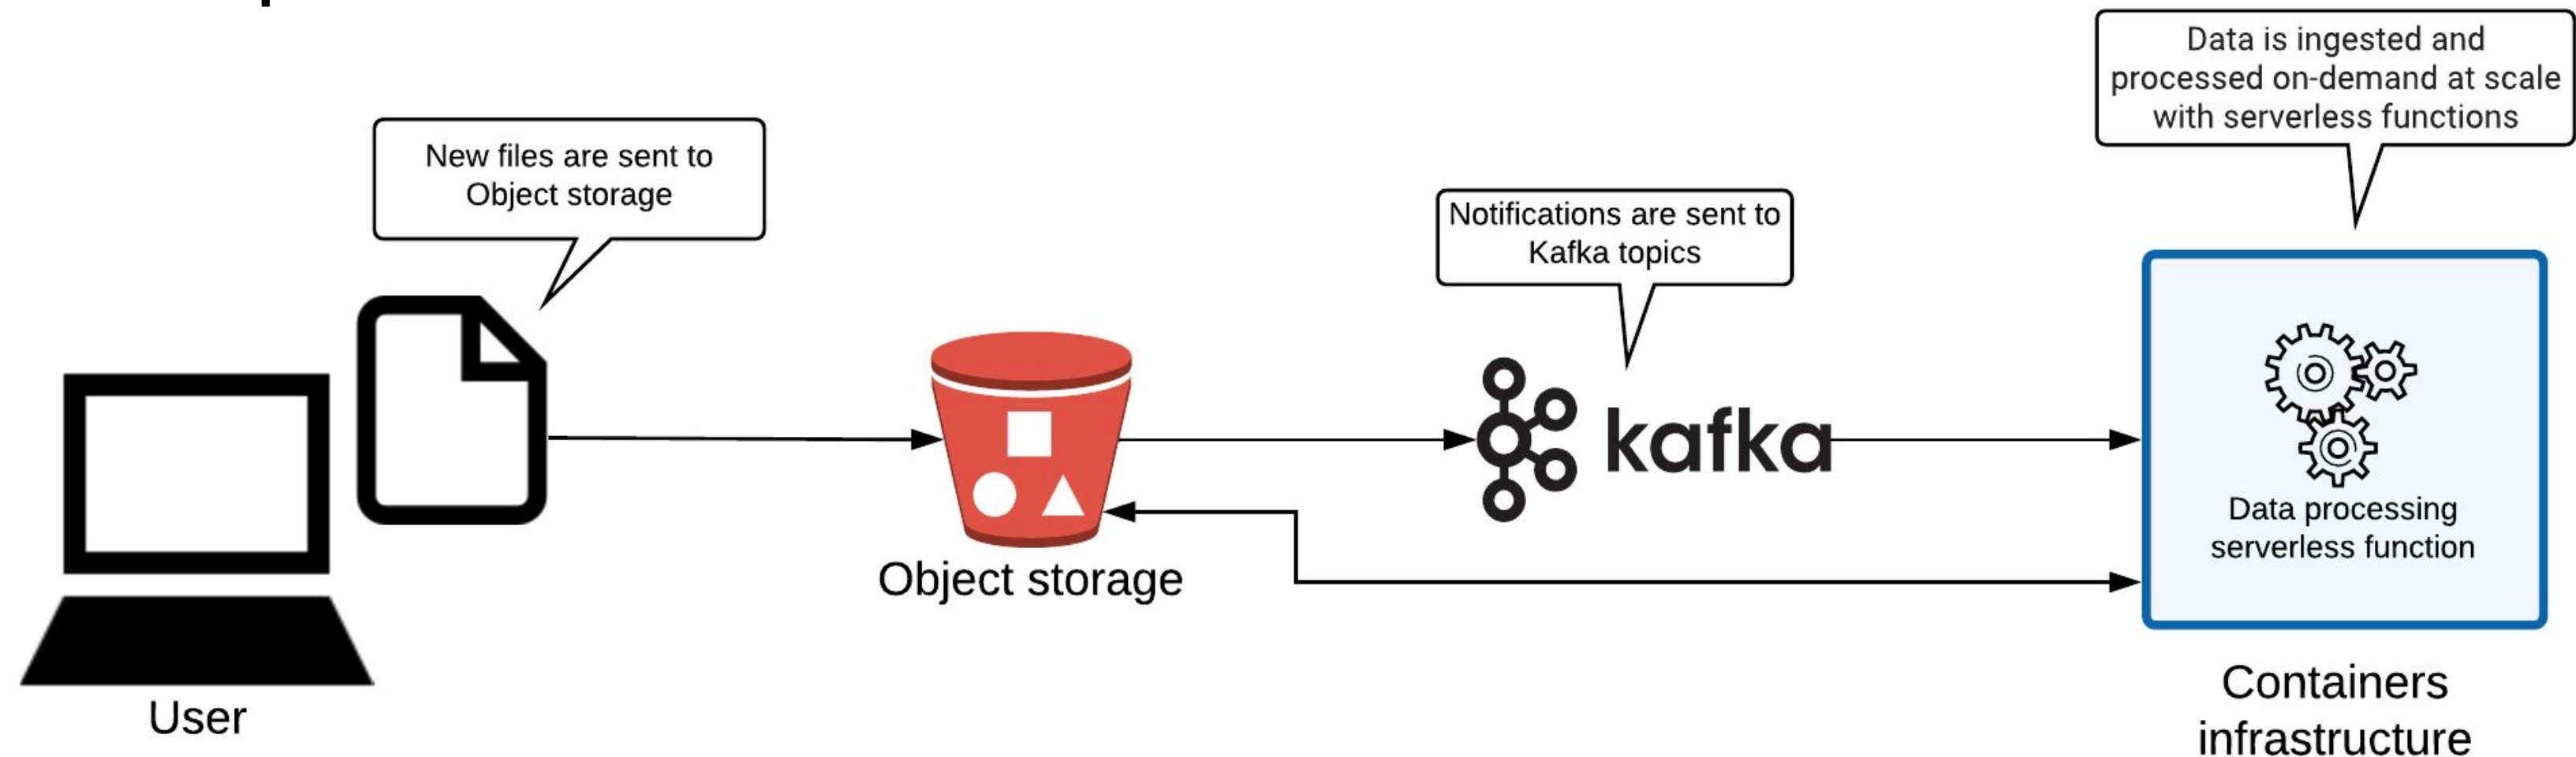 New files are sent to
Object storage
Notifications are sent to
Kafka topics
Data is ingested and
processed on-demand at scale
with serverless functions
kafka
Data processing
serverless function
User
Object storage
Containers
infrastructure